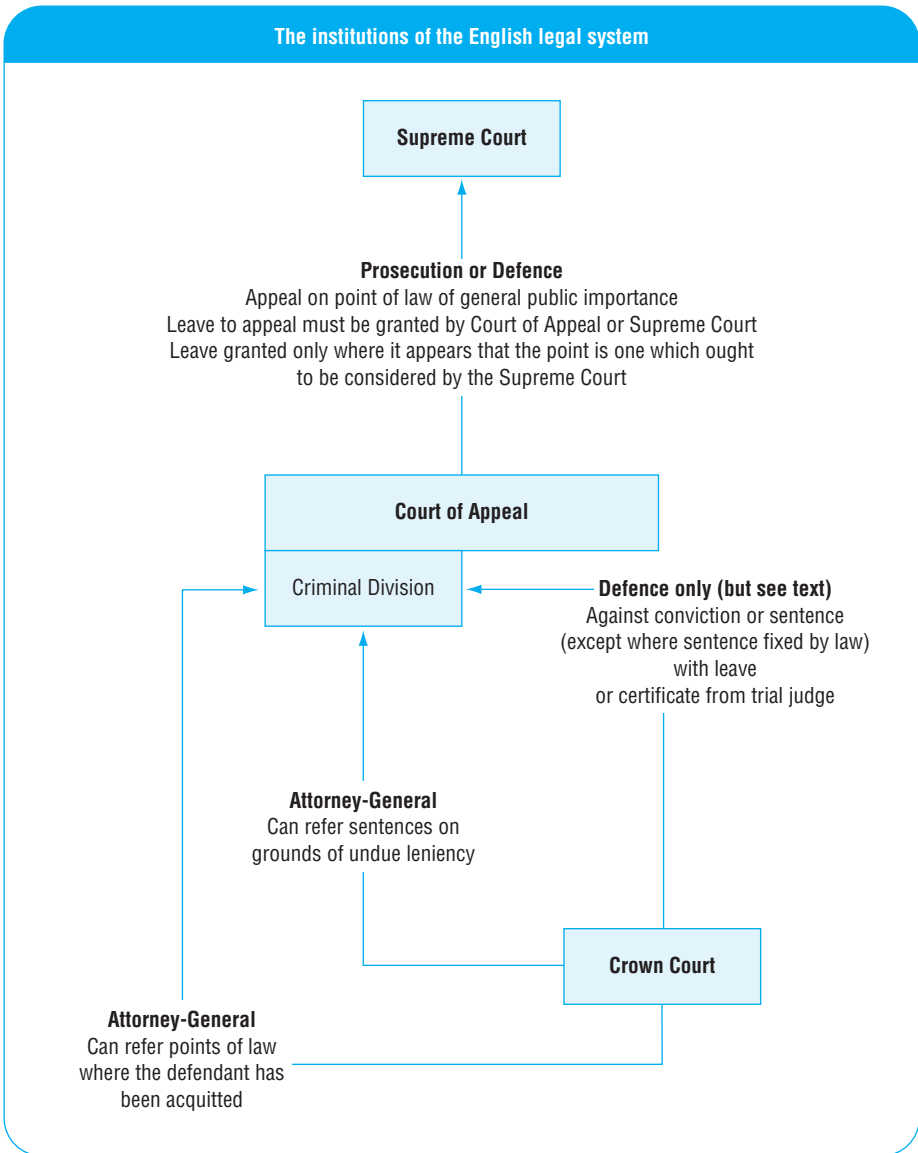 The institutions of the English legal system
Supreme Court
Prosecution or Defence
Appeal on point of law of general public importance
Leave to appeal must be granted by Court of Appeal or Supreme Court
Leave granted only where it appears that the point is one which ought
to be considered by the Supreme Court
Court of Appeal
Criminal Division
Defence only (but see text)
Against conviction or sentence
(except where sentence fixed by law)
with leave
or certificate from trial judge
Attorney-General
Can refer sentences on
grounds of undue leniency
Crown Court
Attorney-General
Can refer points of law
where the defendant has
been acquitted